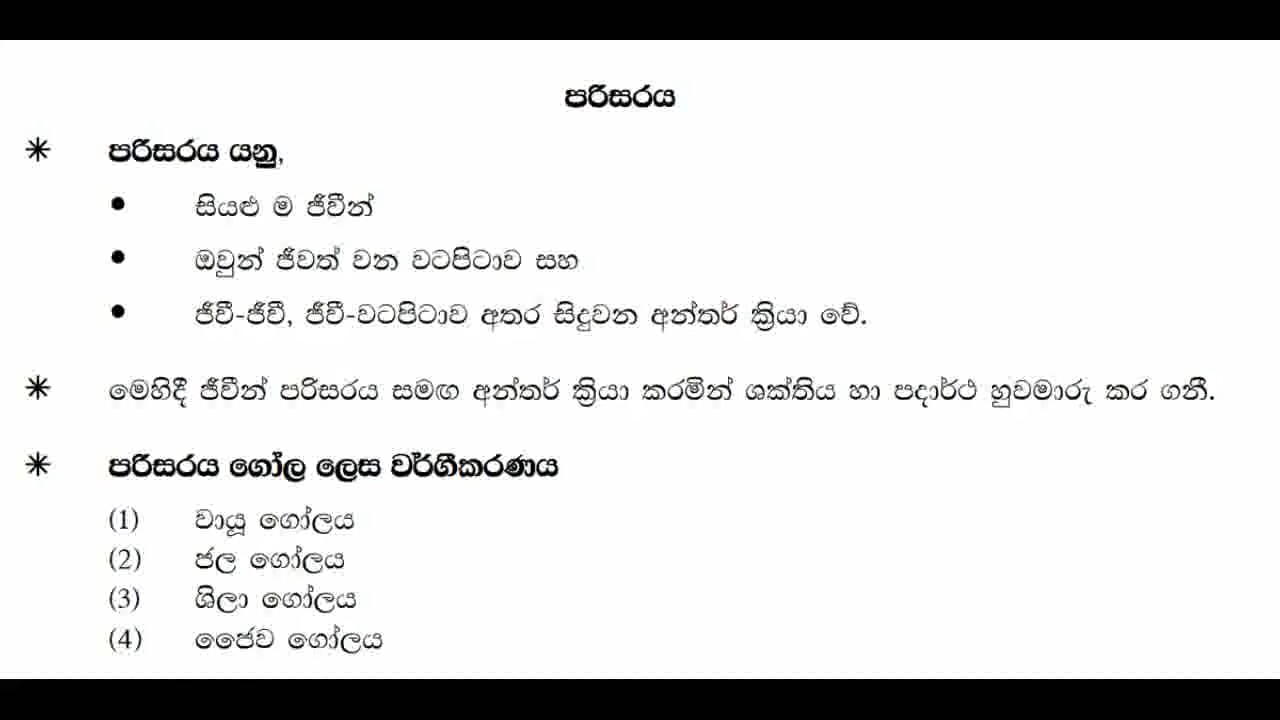 පරිසරය
✳ පරිසරය යනු,
• සියළු ම ජීවීන්
• ඔවුන් ජීවත් වන වටපිටාව සහ
• ජීවී-ජීවී, ජීවී-වටපිටාව අතර සිදුවන අන්තර් ක්‍රියා වේ.
✳ මෙහිදී ජීවීන් පරිසරය සමඟ අන්තර් ක්‍රියා කරමින් ශක්තිය හා පදාර්ථ හුවමාරු කර ගනී.
✳ පරිසරය ගෝල ලෙස වර්ගීකරණය
(1) වායූ ගෝලය
(2) ජල ගෝලය
(3) ශිලා ගෝලය
(4) ජෛව ගෝලය